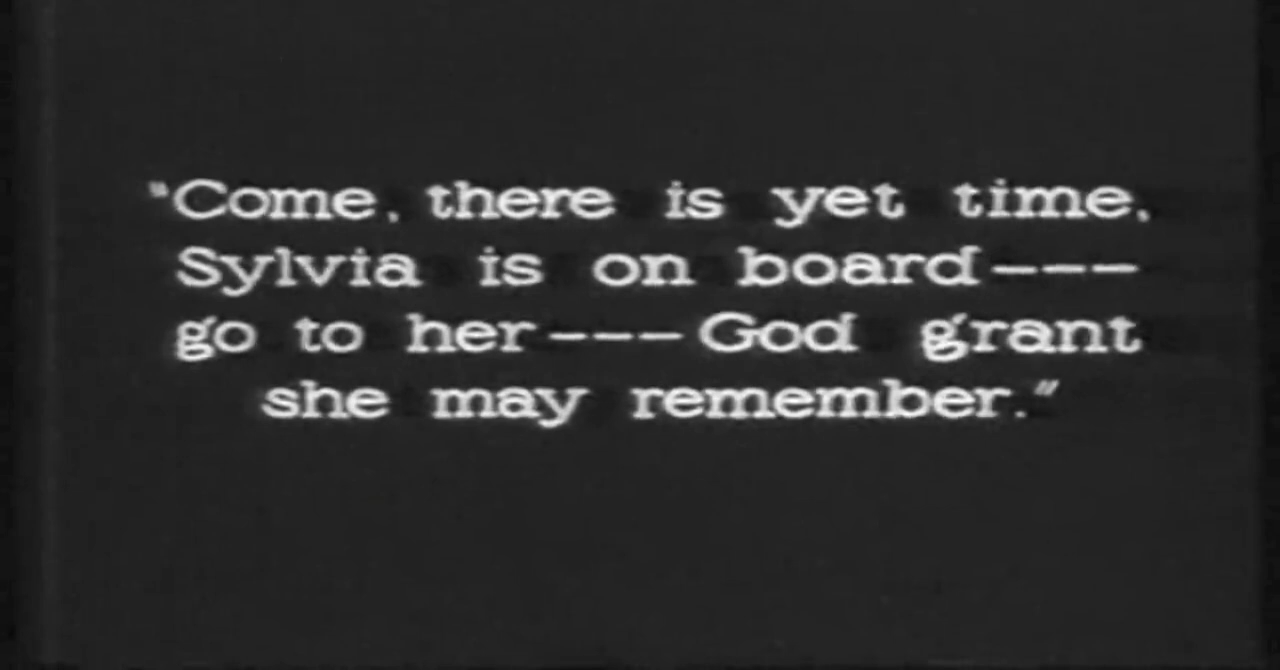 "Come, there is yet time,
Sylvia is on board---
go to her---God grant
she may remember."